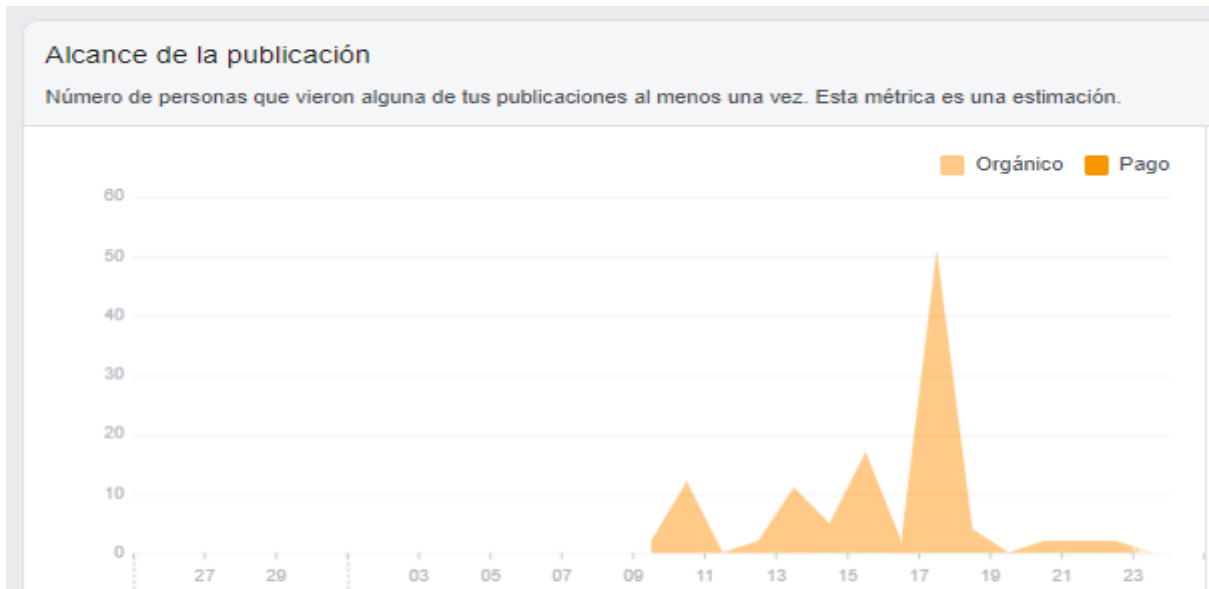 Alcance de la publicación
Número de personas que vieron alguna de tus publicaciones al menos una vez. Esta métrica es una estimación.
Orgánico Pago
60
50
40
30
20
10
0
27 29 03 05 07 09 11 13 15 17 19 21 23